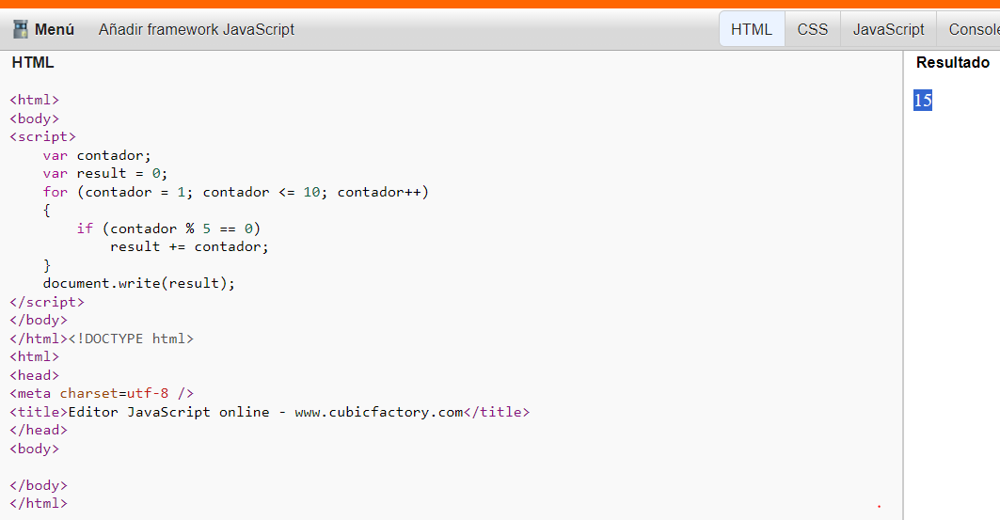 Menú Añadir framework JavaScript HTML CSS JavaScript Console
HTML
Resultado
<html>
<body>
<script>
    var contador;
    var result = 0;
    for (contador = 1; contador <= 10; contador++)
    {
        if (contador % 5 == 0)
            result += contador;
    }
    document.write(result);
</script>
</body>
</html><!DOCTYPE html>
<html>
<head>
<meta charset=utf-8 />
<title>Editor JavaScript online - www.cubicfactory.com</title>
</head>
<body>

</body>
</html>
15